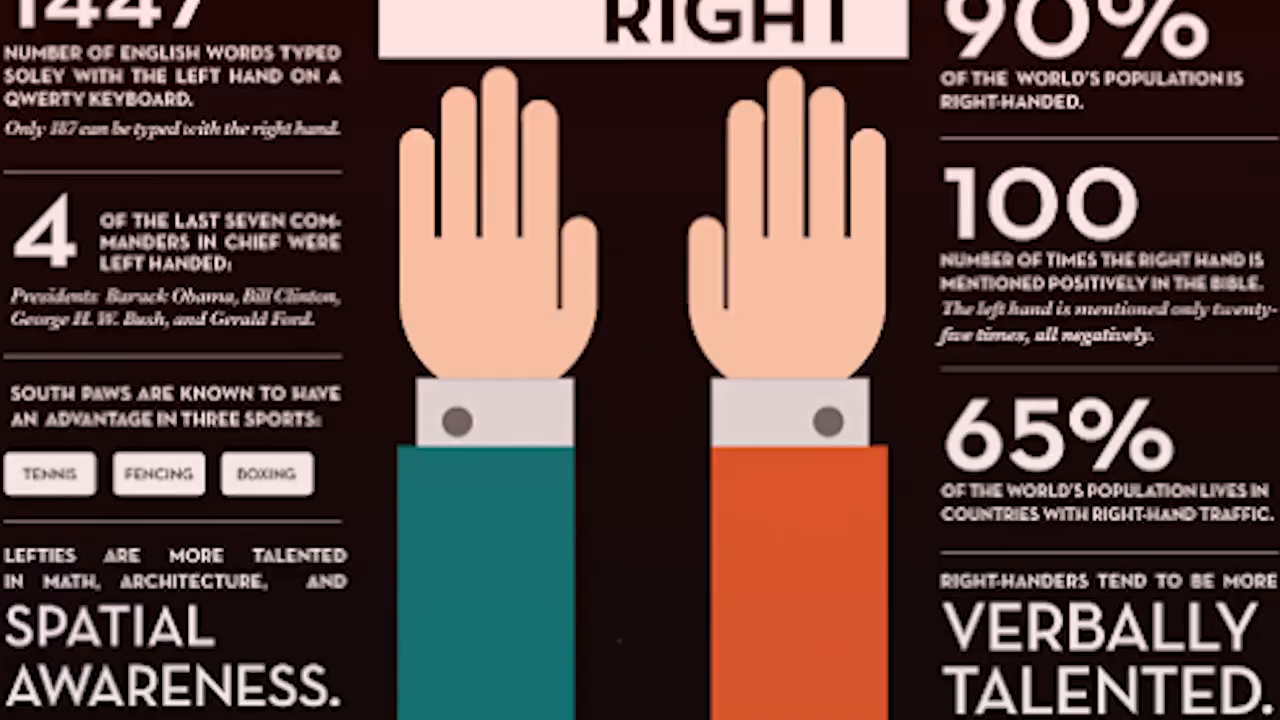 1447
NUMBER OF ENGLISH WORDS TYPED
SOLEY WITH THE LEFT HAND ON A
QWERTY KEYBOARD.
Only 187 can be typed with the right hand.
4
OF THE LAST SEVEN COM-
MANDERS IN CHIEF WERE
LEFT HANDED:
Presidents Barack Obama, Bill Clinton,
George H. W. Bush, and Gerald Ford.
SOUTH PAWS ARE KNOWN TO HAVE
AN ADVANTAGE IN THREE SPORTS:
TENNIS
FENCING
BOXING
LEFTIES ARE MORE TALENTED
IN MATH, ARCHITECTURE, AND
SPATIAL
AWARENESS.
RIGHT
90%
OF THE WORLD'S POPULATION IS
RIGHT-HANDED.
100
NUMBER OF TIMES THE RIGHT HAND IS
MENTIONED POSITIVELY IN THE BIBLE.
The left hand is mentioned only twenty-
five times, all negatively.
65%
OF THE WORLD'S POPULATION LIVES IN
COUNTRIES WITH RIGHT-HAND TRAFFIC.
RIGHT-HANDERS TEND TO BE MORE
VERBALLY
TALENTED.